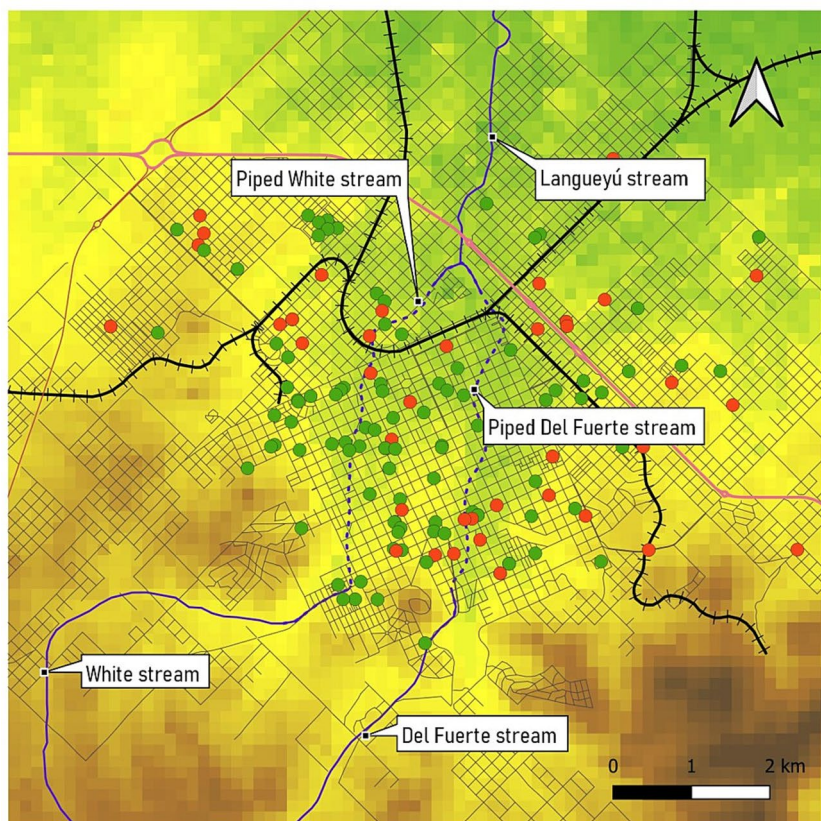 Piped White stream
Langueyú stream
Piped Del Fuerte stream
White stream
Del Fuerte stream
0 1 2 km